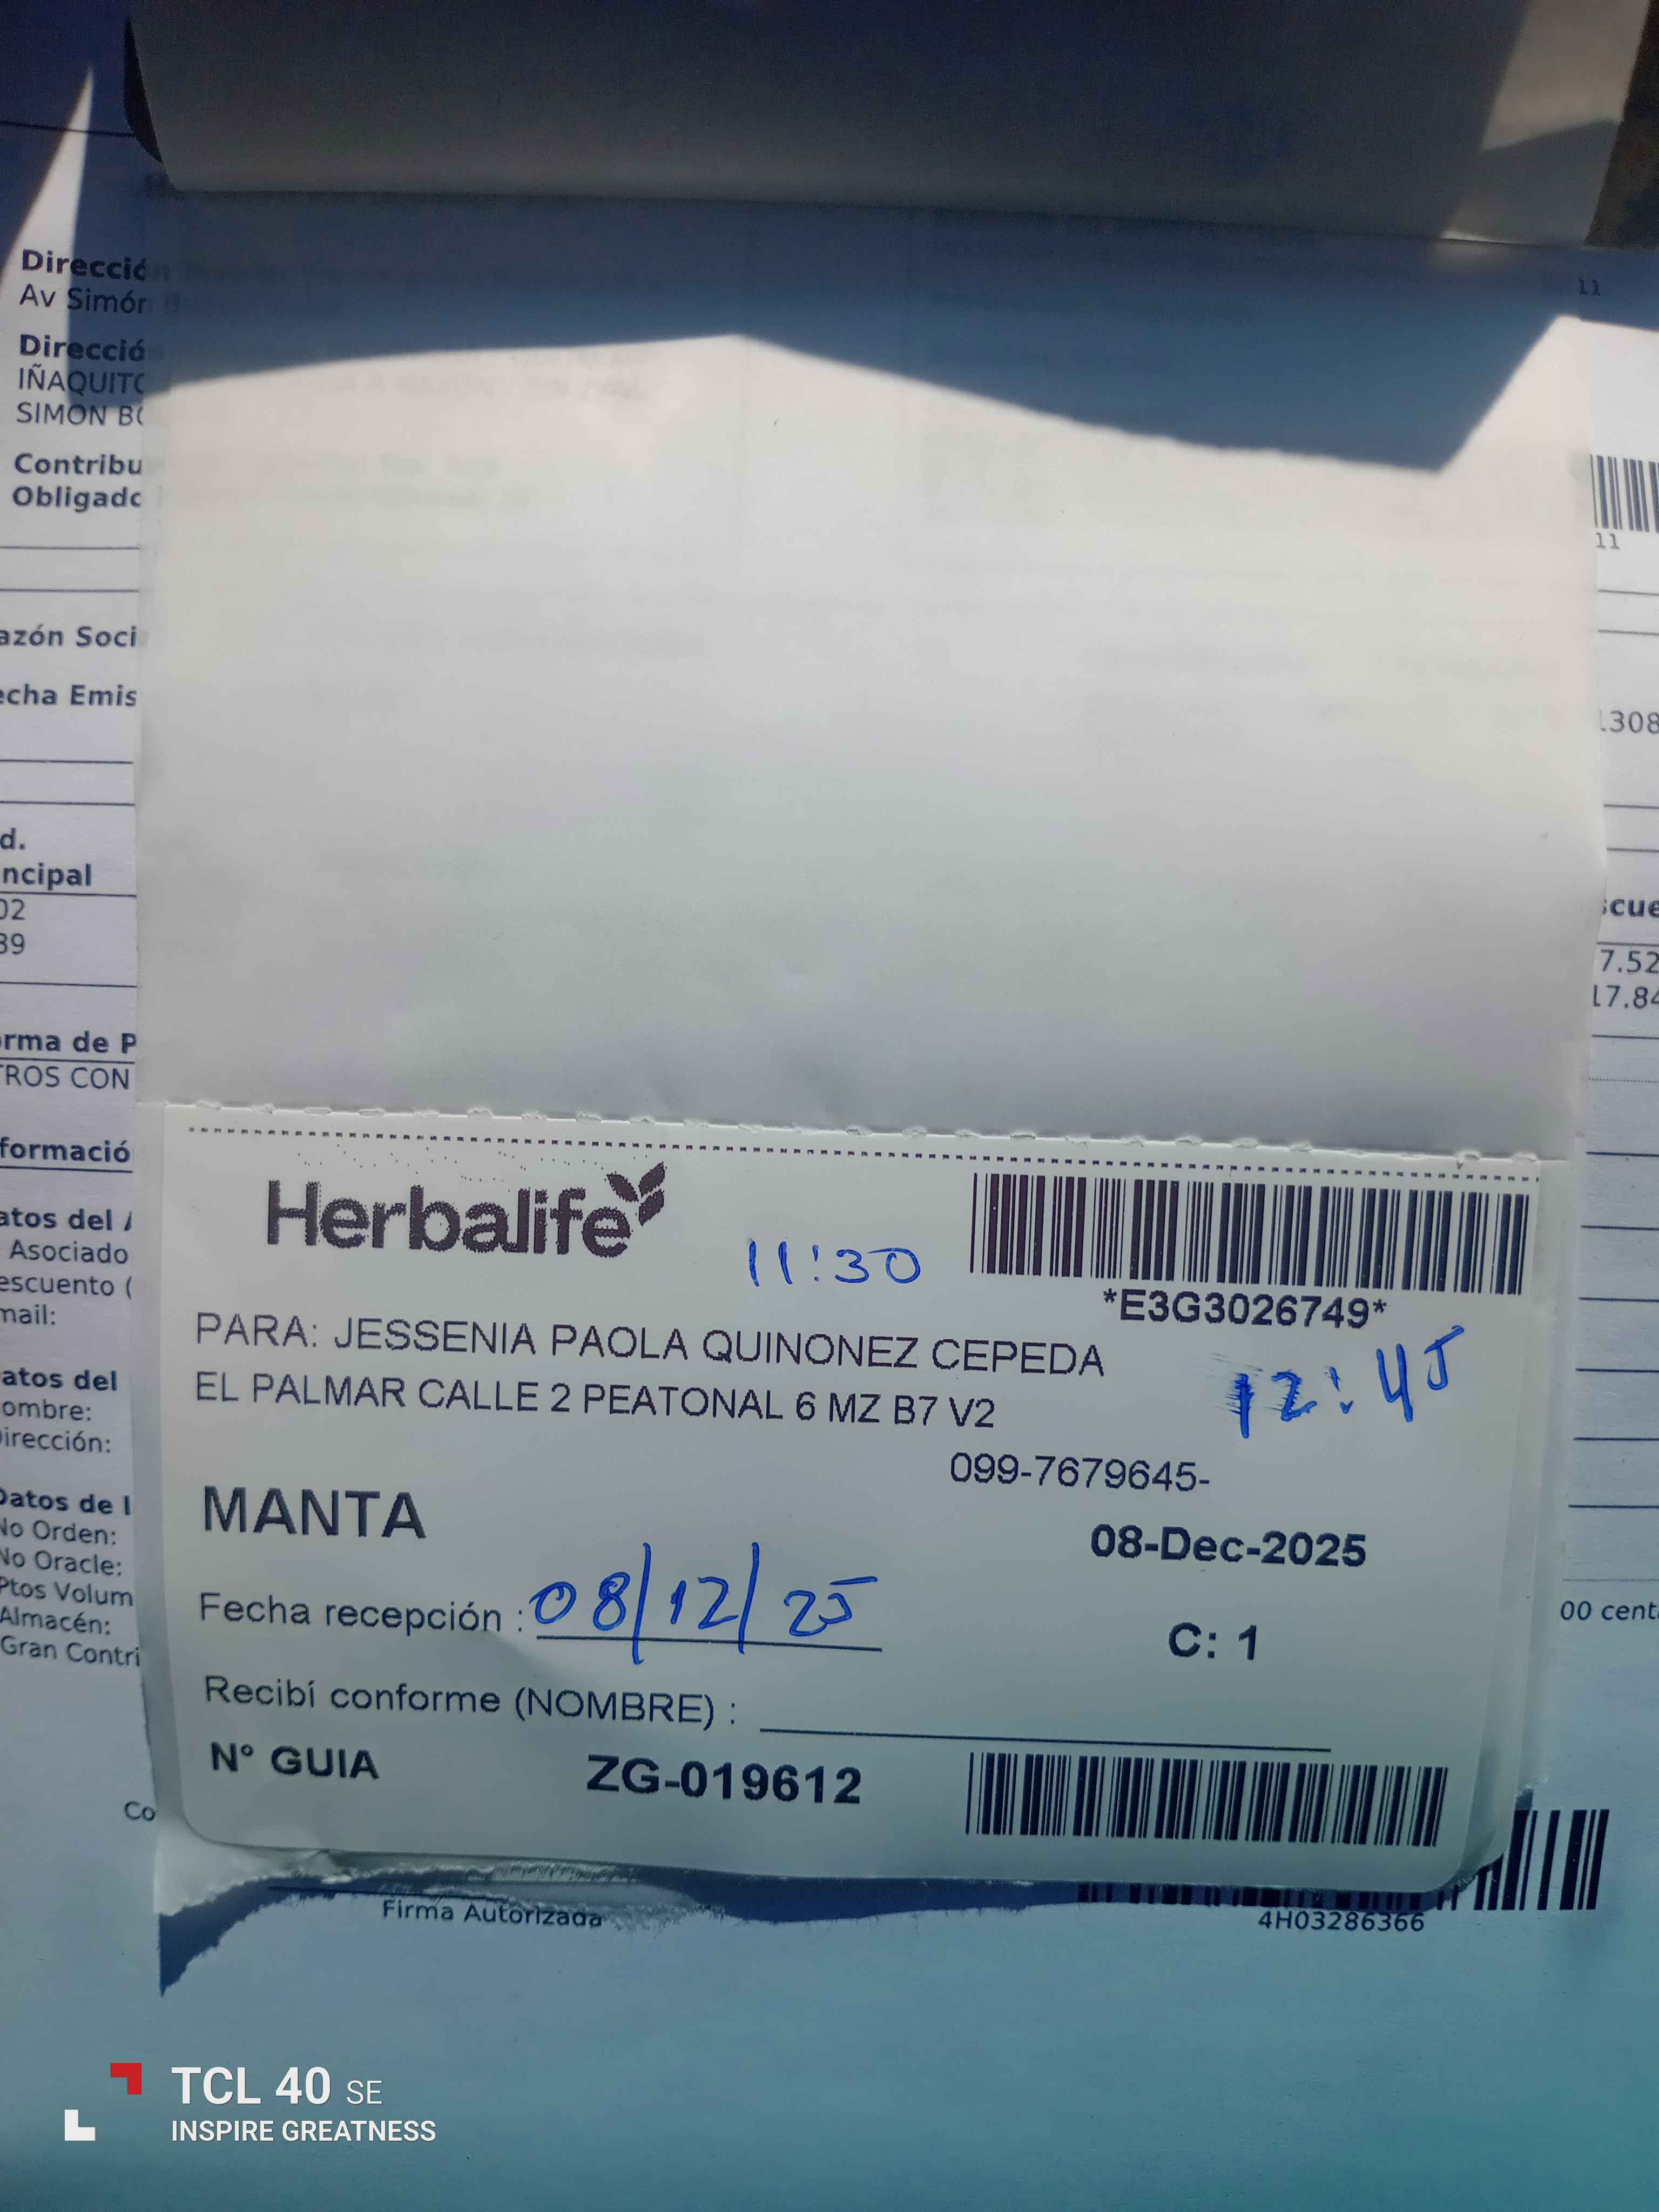 Dirección
Av Simón
Dirección
IÑAQUITO
SIMON BO
11
Contribu
Obligado
11
azón Soci
echa Emis
1308
d.
ncipal
02
39
scue
7.52
17.84
orma de P
TROS CON
formació
Herbalife
11:30
*E3G3026749*
PARA: JESSENIA PAOLA QUINONEZ CEPEDA
12:45
EL PALMAR CALLE 2 PEATONAL 6 MZ B7 V2
099-7679645-
MANTA
08-Dec-2025
Fecha recepción : 08/12/25
C: 1
Recibí conforme (NOMBRE) :
N° GUIA ZG-019612
atos del
Asociado
escuento (
mail:
atos del
ombre:
irección:
Datos de l
No Orden:
No Oracle:
Ptos Volum
Almacén:
Gran Contri
00 cent
Co
Firma Autorizada
4H03286366
TCL 40 SE
INSPIRE GREATNESS